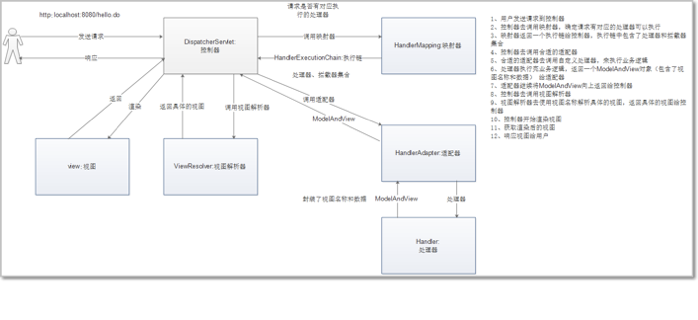 http: localhost:8080/hello.do
发送请求
响应
DispatcherServlet:
控制器
请求是否有对应执
行的处理器
调用映射器
HandlerExecutionChain:执行链
处理器、拦截器集合
HandlerMapping:映射器
返回
渲染
返回具体的视图
调用视图解析器
调用适配器
ModelAndView
view:视图
ViewResolver:视图解析器
HandlerAdapter:适配器
封装了视图名称和数据
ModelAndView
处理器
Handler:
处理器
1、用户发送请求到控制器
2、控制器去调用映射器，确定请求有对应的处理器可以执行
3、映射器返回一个执行链给控制器，执行链中包含了处理器和拦截器
集合
4、控制器去调用合适的适配器
5、合适的适配器去调用自定义处理器，来执行业务逻辑
6、处理器执行完业务逻辑，返回一个ModelAndView对象（包含了视
图名称和数据） 给适配器
7、适配器继续将ModelAndView向上返回给控制器
8、控制器去调用视图解析器
9、视图解析器去使用视图名称解析具体的视图，返回具体的视图给控
制器
10、控制器开始渲染视图
11、获取渲染后的视图
12、响应视图给用户